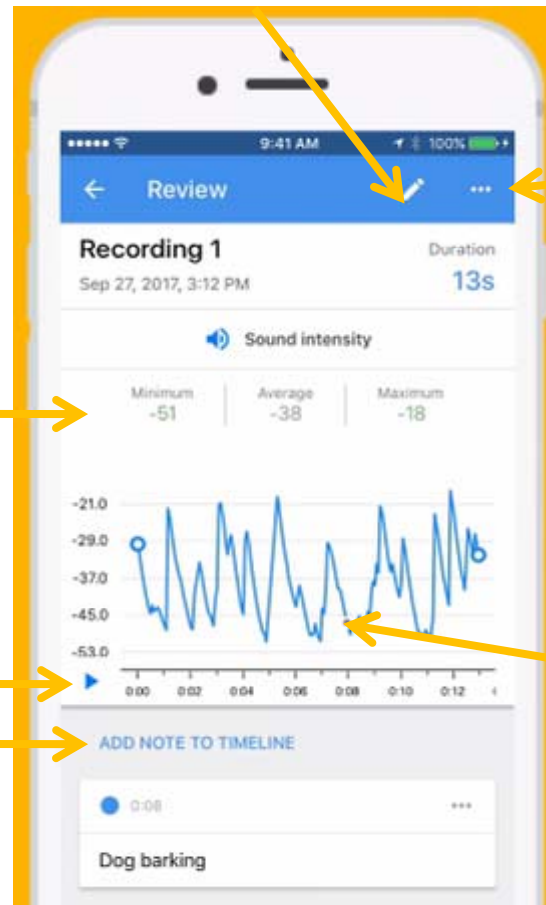 9:41 AM 100%
Review
Recording 1 Duration
Sep 27, 2017, 3:12 PM 13s
Sound intensity
Minimum Average Maximum
-51 -38 -18
-21.0
-29.0
-37.0
-45.0
-53.0
0:00 0:02 0:04 0:06 0:08 0:10 0:12
ADD NOTE TO TIMELINE
0:08
Dog barking